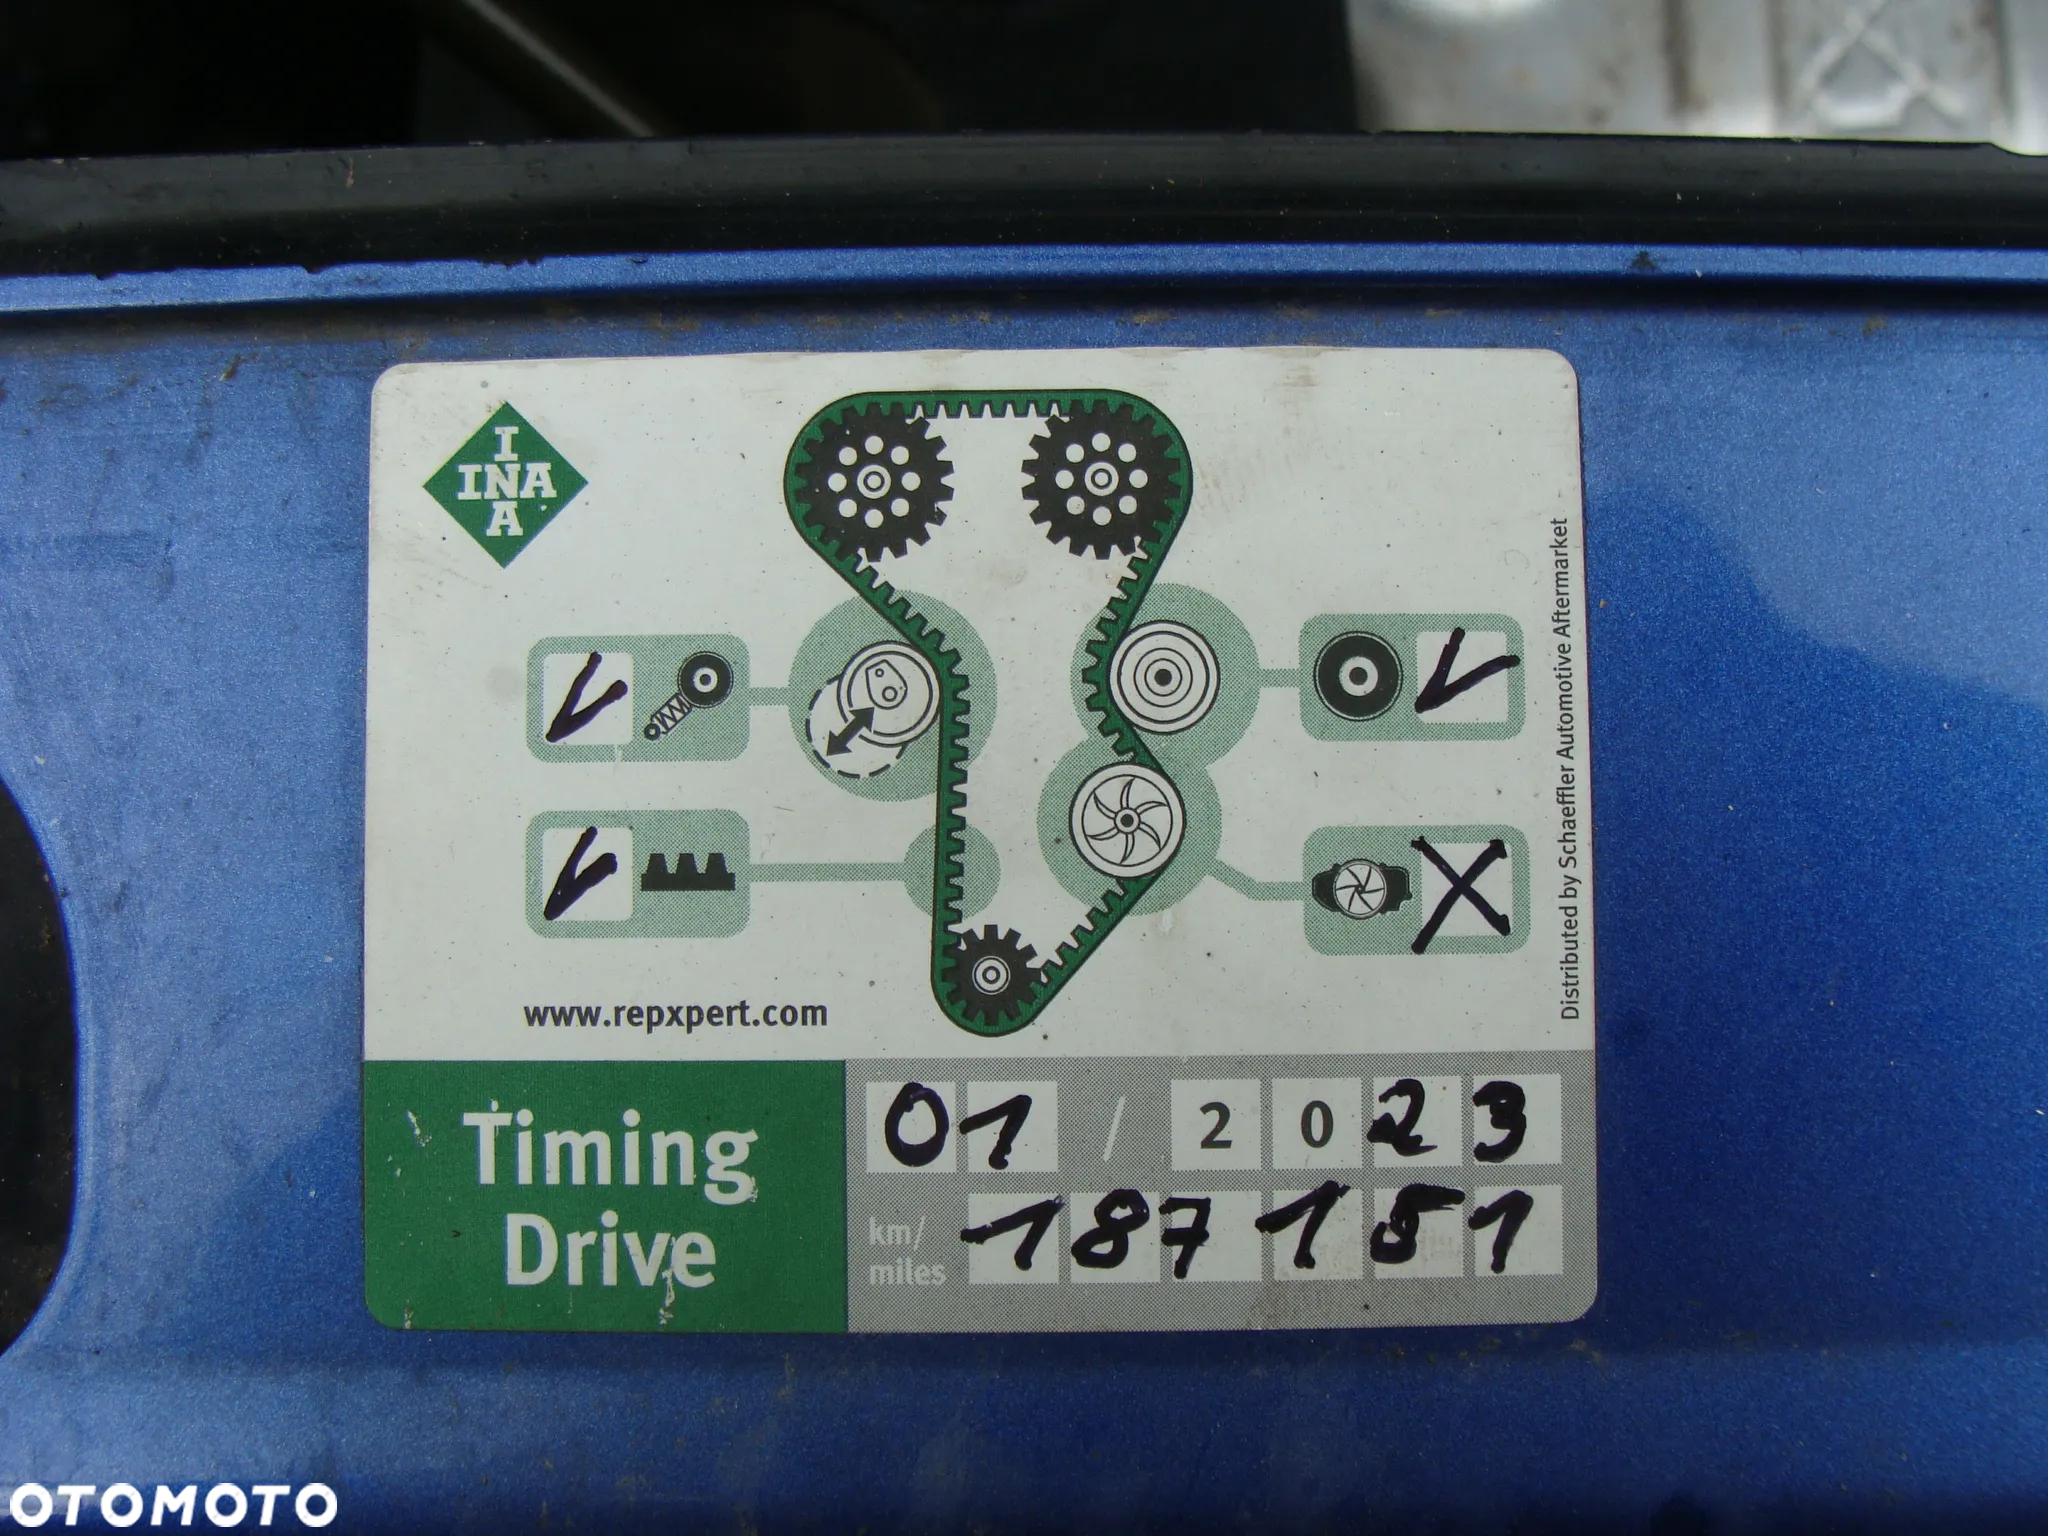 I
INA
A
Distributed by Schaeffler Automotive Aftermarket
www.repxpert.com
Timing
Drive
01 / 2023
km/
miles
187151
OTOMOTO